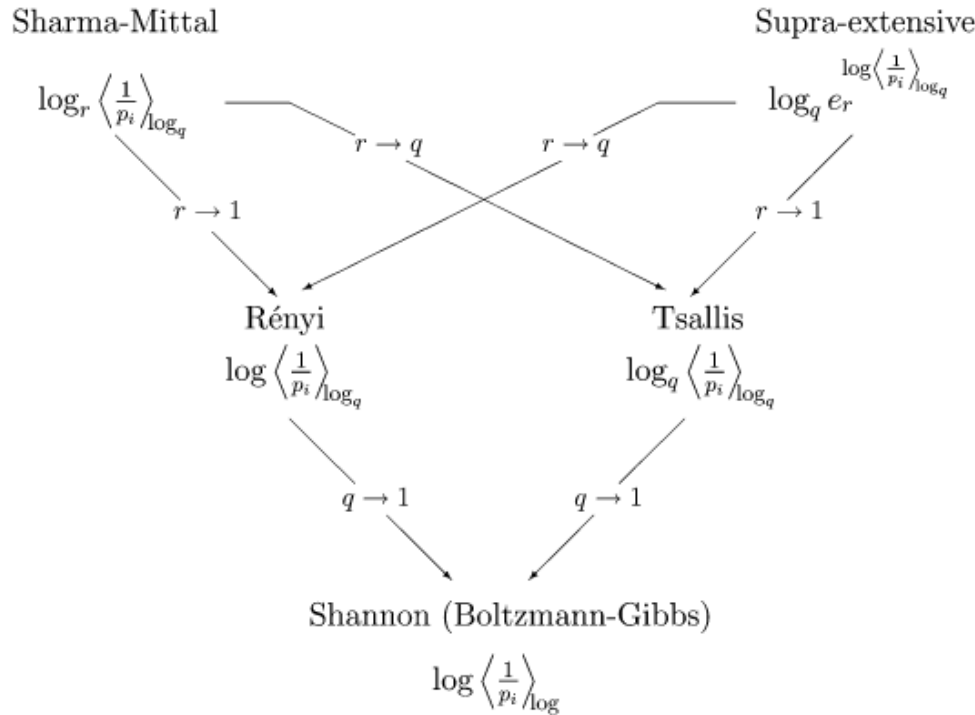 Sharma-Mittal
Supra-extensive
log_r ⟨1/p_i⟩_{log_q}
log_q e_r^{log⟨1/p_i⟩_{log_q}}
r → q
r → q
r → 1
r → 1
Rényi
Tsallis
log ⟨1/p_i⟩_{log_q}
log_q ⟨1/p_i⟩_{log_q}
q → 1
q → 1
Shannon (Boltzmann-Gibbs)
log ⟨1/p_i⟩_{log}